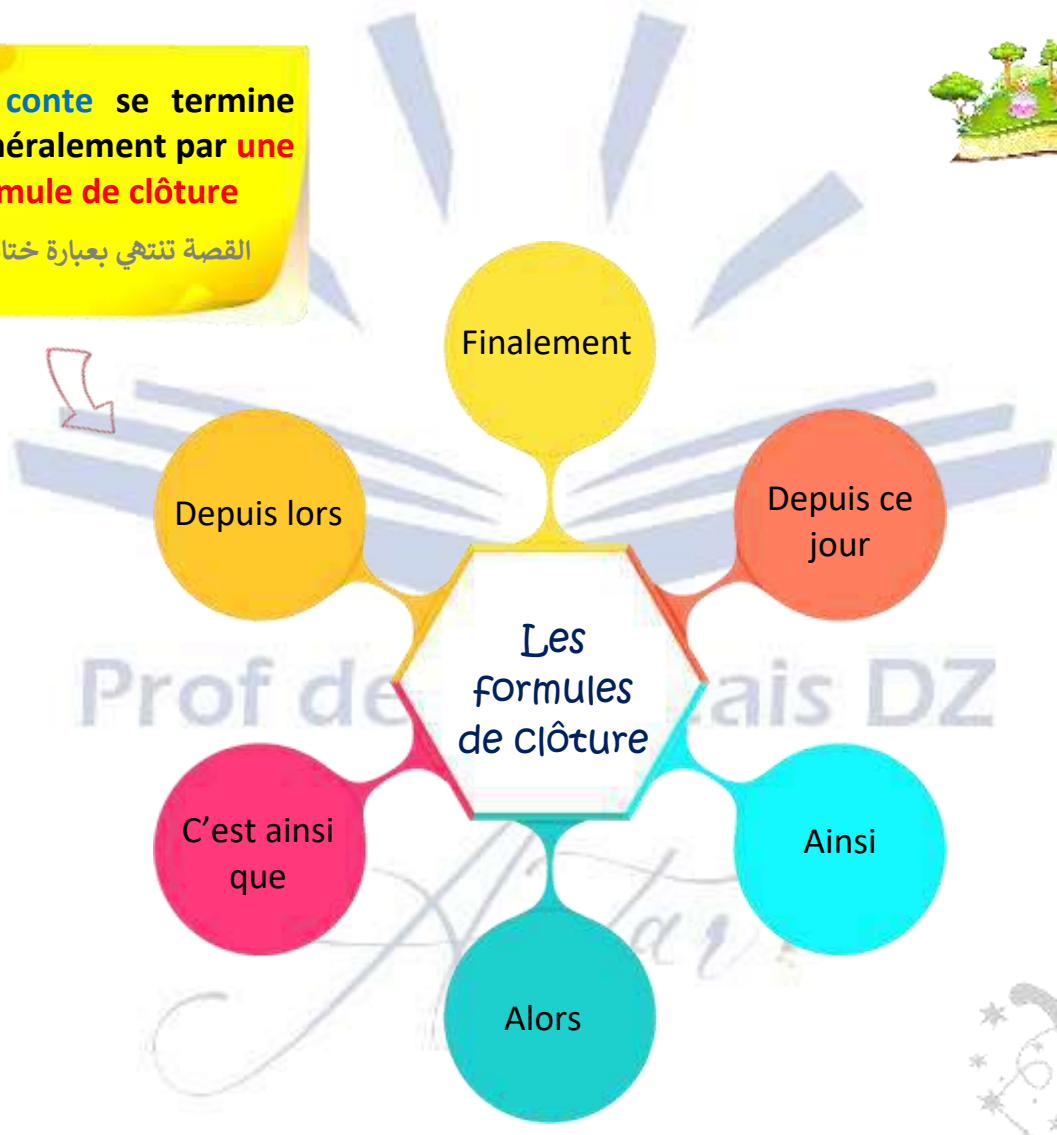 conte se termine
néralement par une
mule de clôture
القصة تنتهي بعبارة ختا
Finalement
Depuis lors
Depuis ce
jour
Les
formules
de clôture
Prof de
ais DZ
C'est ainsi
que
Ainsi
Alors